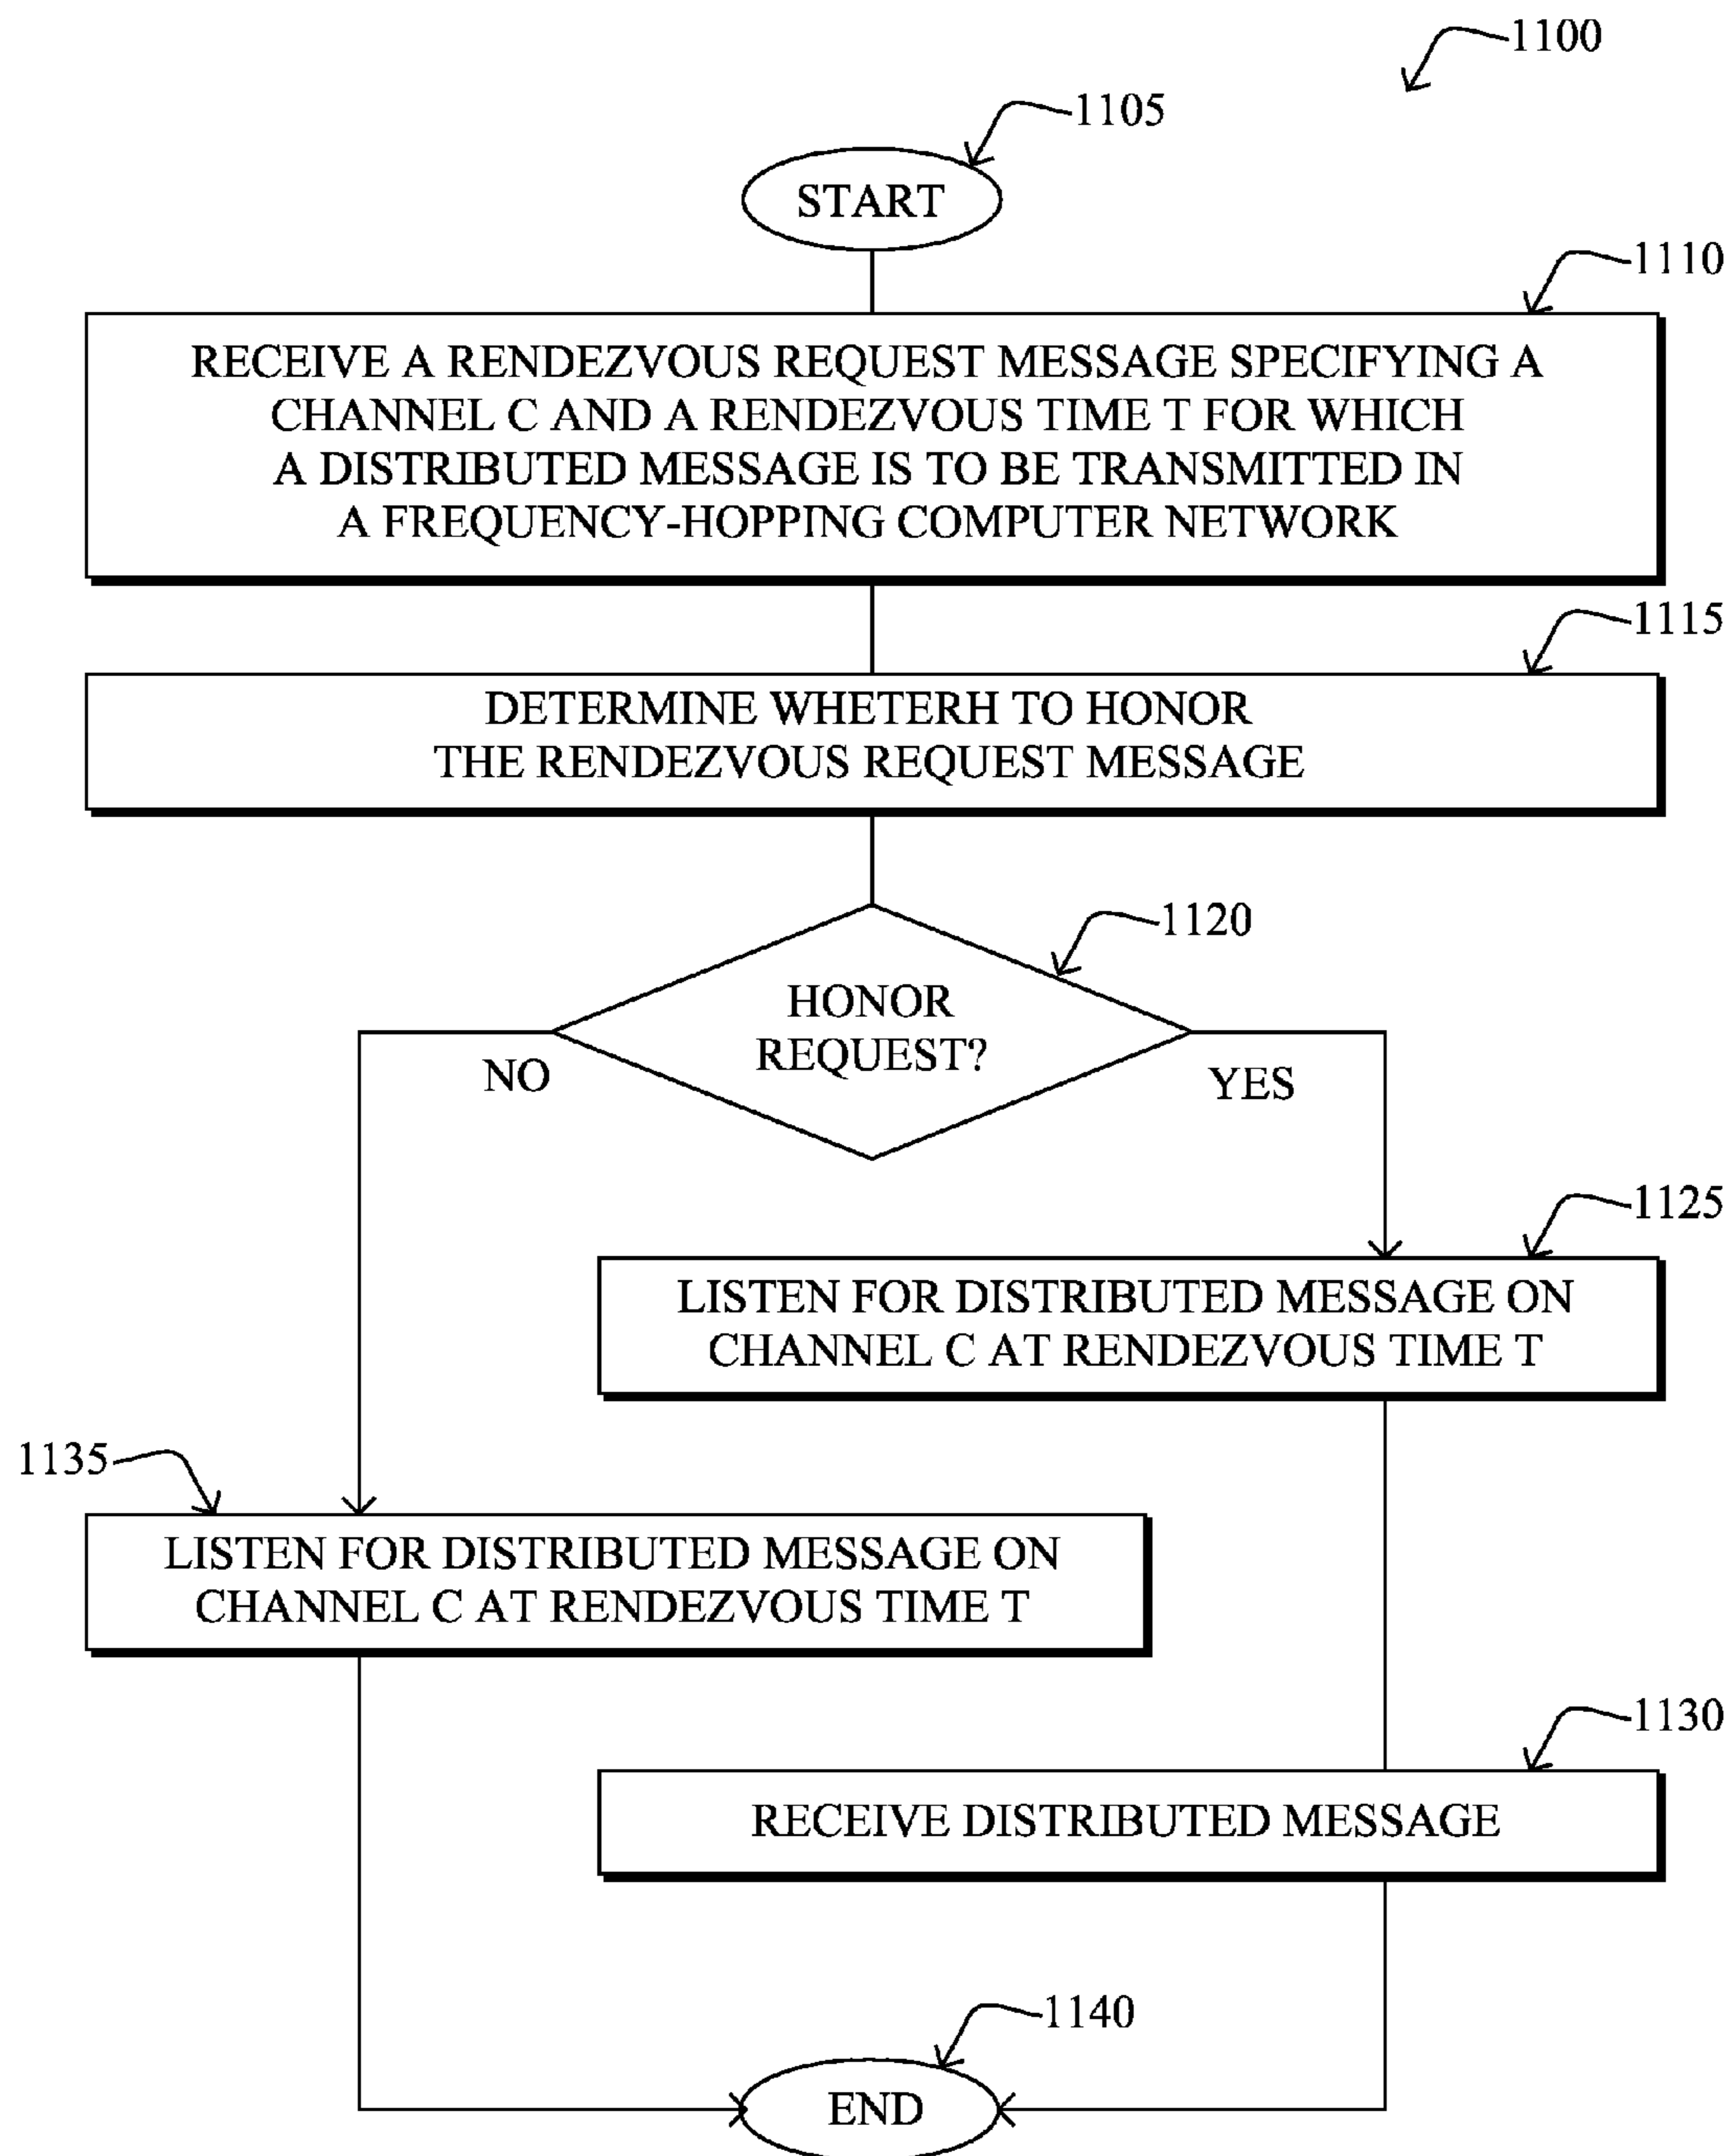 1100
1105
START
1110
RECEIVE A RENDEZVOUS REQUEST MESSAGE SPECIFYING A
CHANNEL C AND A RENDEZVOUS TIME T FOR WHICH
A DISTRIBUTED MESSAGE IS TO BE TRANSMITTED IN
A FREQUENCY-HOPPING COMPUTER NETWORK
1115
DETERMINE WHETERH TO HONOR
THE RENDEZVOUS REQUEST MESSAGE
1120
HONOR
REQUEST?
NO
YES
1125
LISTEN FOR DISTRIBUTED MESSAGE ON
CHANNEL C AT RENDEZVOUS TIME T
1135
LISTEN FOR DISTRIBUTED MESSAGE ON
CHANNEL C AT RENDEZVOUS TIME T
1130
RECEIVE DISTRIBUTED MESSAGE
1140
END